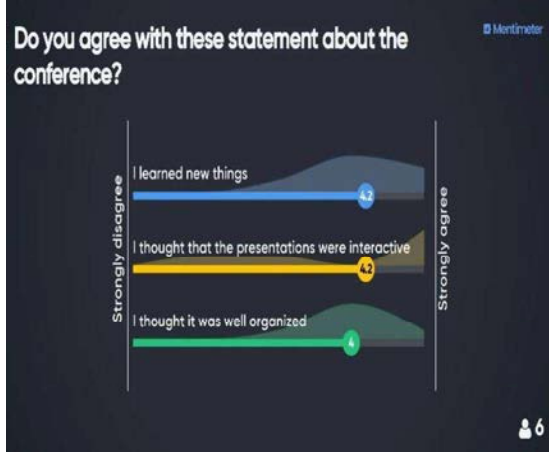 Do you agree with these statement about the
conference?
Mentimeter
Strongly disagree
I learned new things
4.2
I thought that the presentations were interactive
4.2
I thought it was well organized
4
Strongly agree
6